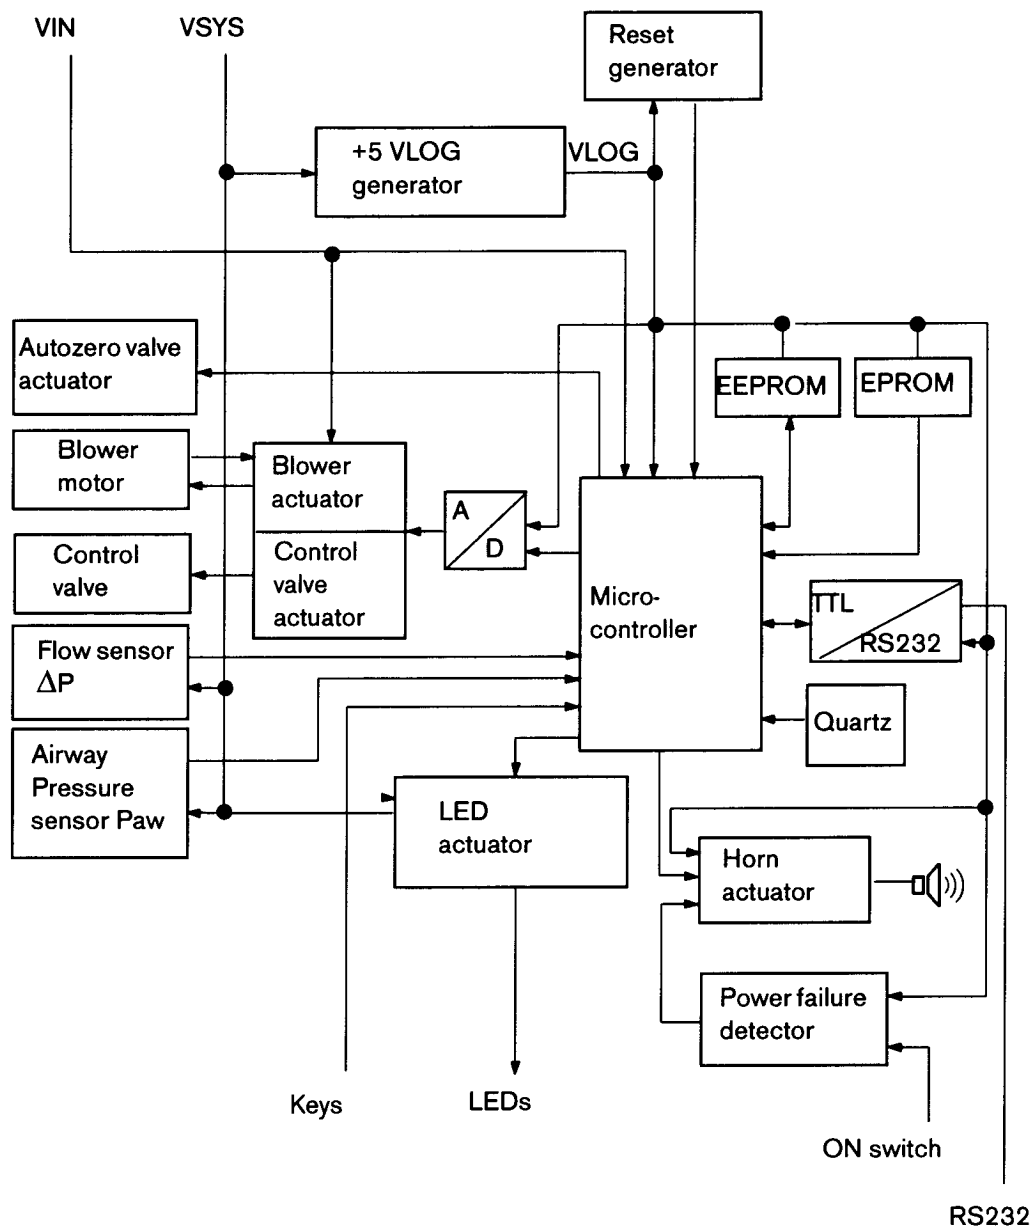 VIN
VSYS
Reset
generator
+5 VLOG
generator
VLOG
Autozero valve
actuator
EEPROM
EPROM
Blower
motor
Blower
actuator
A
D
Control
valve
Control
valve
actuator
Micro-
controller
TTL
RS232
Flow sensor
ΔP
Quartz
Airway
Pressure
sensor Paw
LED
actuator
Horn
actuator
Power failure
detector
Keys
LEDs
ON switch
RS232